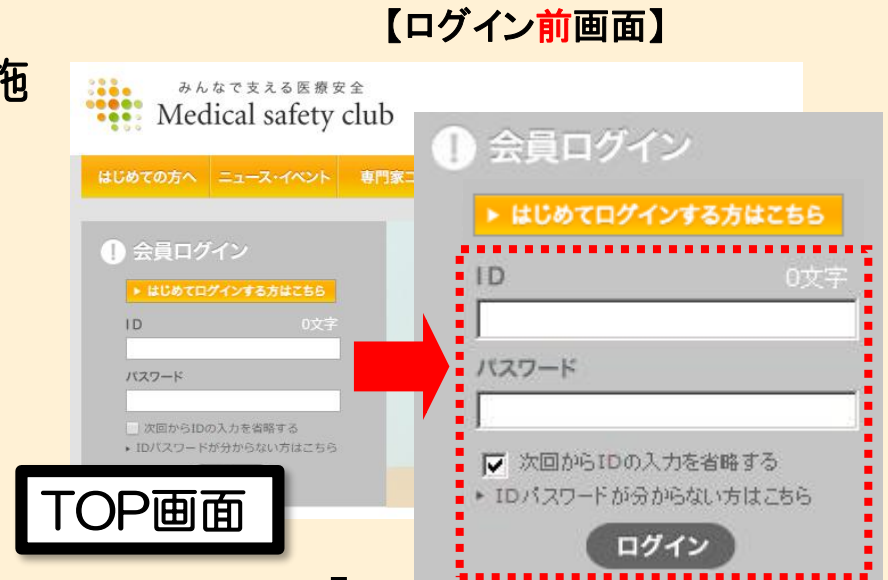 【ログイン前画面】
施
みんなで支える医療安全
Medical safety club
はじめての方へ ニュース・イベント 専門家コ
! 会員ログイン
▶ はじめてログインする方はこちら
ID 0文字
パスワード
次回からIDの入力を省略する
▸ IDパスワードが分からない方はこちら
TOP画面
! 会員ログイン
▶ はじめてログインする方はこちら
ID 0文字
パスワード
次回からIDの入力を省略する
▸ IDパスワードが分からない方はこちら
ログイン